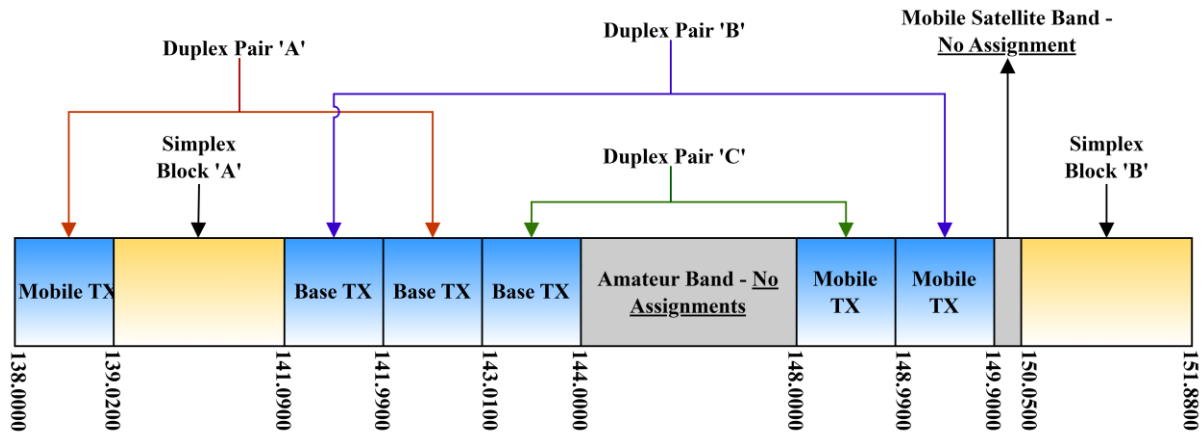 Duplex Pair 'A'
Duplex Pair 'B'
Mobile Satellite Band -
No Assignment
Simplex
Block 'A'
Duplex Pair 'C'
Simplex
Block 'B'
Mobile TX
Base TX
Base TX
Base TX
Amateur Band - No
Assignments
Mobile
TX
Mobile
TX
138.0000
139.0200
141.0900
141.9900
143.0100
144.0000
148.0000
148.9900
149.9000
150.0500
151.8800